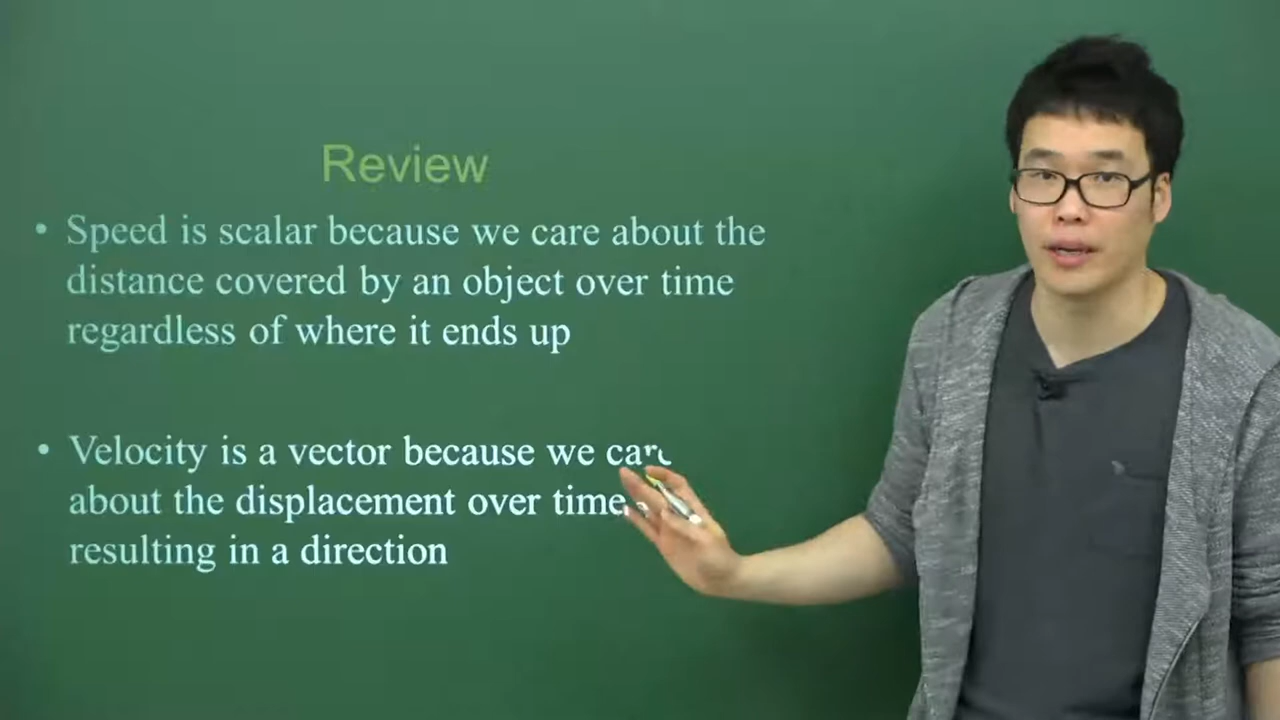 Review
• Speed is scalar because we care about the
distance covered by an object over time
regardless of where it ends up
• Velocity is a vector because we care
about the displacement over time,
resulting in a direction